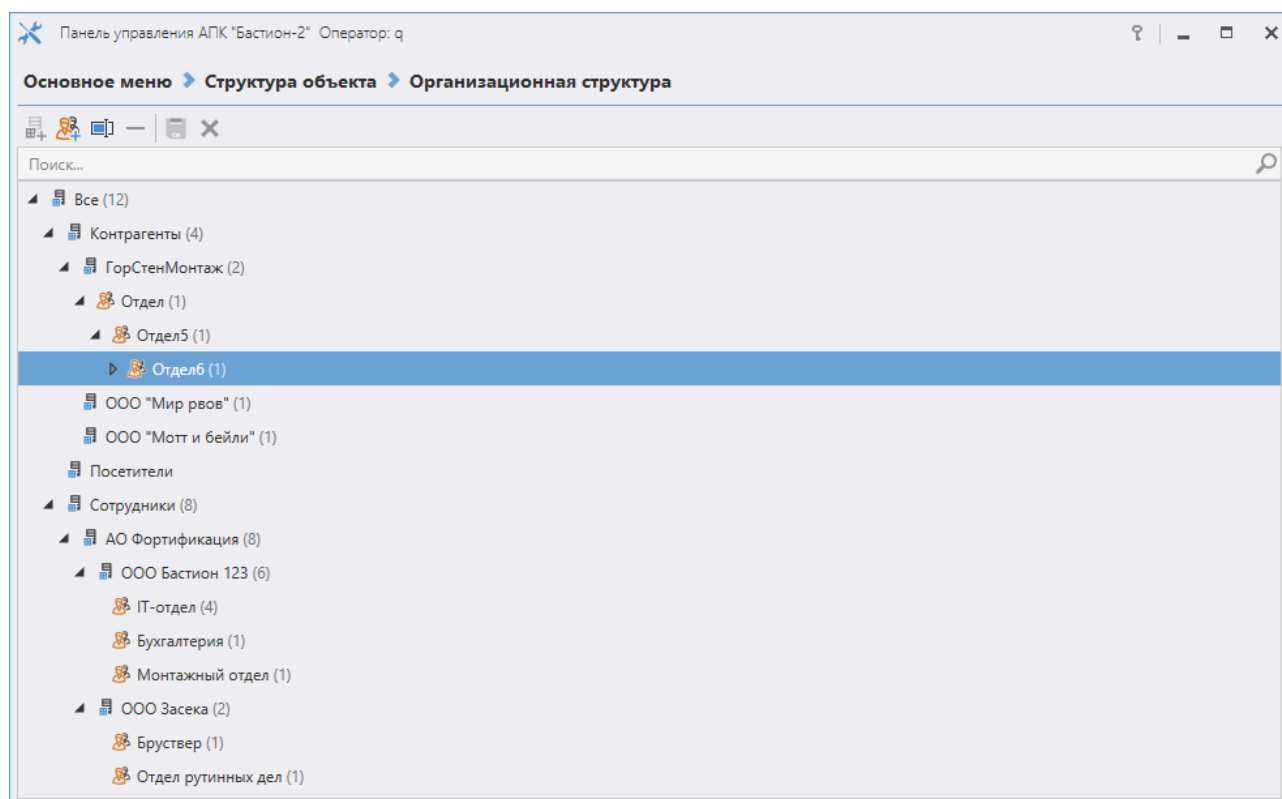 Панель управления АПК "Бастион-2" Оператор: q
Основное меню Структура объекта Организационная структура
Поиск...
Все (12)
Контрагенты (4)
ГорСтенМонтаж (2)
Отдел (1)
Отдел5 (1)
Отдел6 (1)
ООО "Мир рвов" (1)
ООО "Мотт и бейли" (1)
Посетители
Сотрудники (8)
АО Фортификация (8)
ООО Бастион 123 (6)
IT-отдел (4)
Бухгалтерия (1)
Монтажный отдел (1)
ООО Засека (2)
Бруствер (1)
Отдел рутинных дел (1)